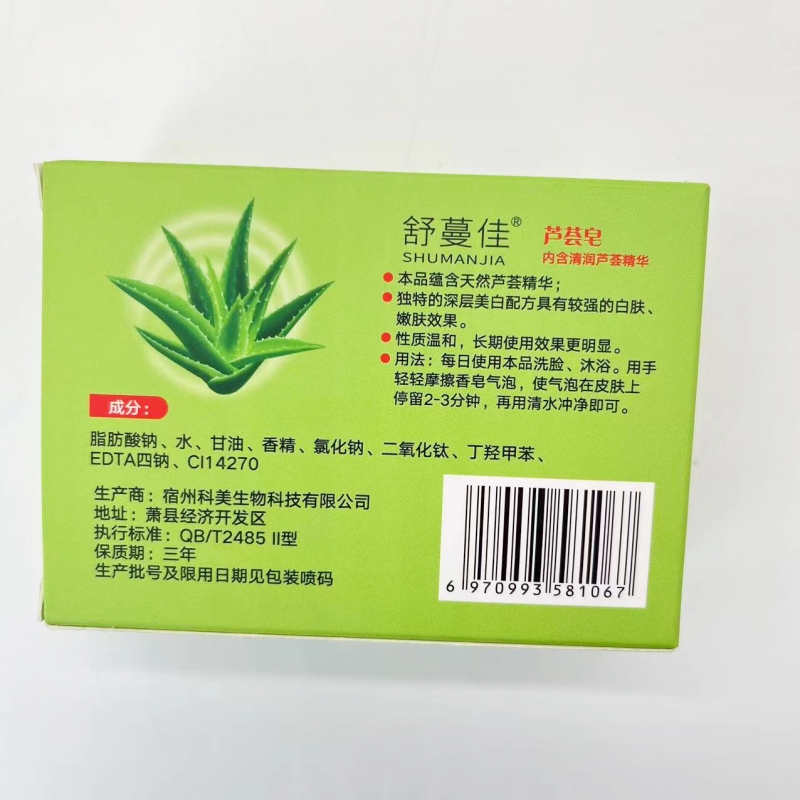 舒蔓佳® 芦荟皂
SHUMANJIA 内含清润芦荟精华
本品蕴含天然芦荟精华；
独特的深层美白配方具有较强的白肤、
嫩肤效果。
性质温和，长期使用效果更明显。
用法：每日使用本品洗脸、沐浴。用手
轻轻摩擦香皂气泡，使气泡在皮肤上
停留2-3分钟，再用清水冲净即可。
成分：
脂肪酸钠、水、甘油、香精、氯化钠、二氧化钛、丁羟甲苯、
EDTA四钠、CI14270
生产商：宿州科美生物科技有限公司
地址：萧县经济开发区
执行标准：QB/T2485 II型
保质期：三年
生产批号及限用日期见包装喷码
6 970993 581067